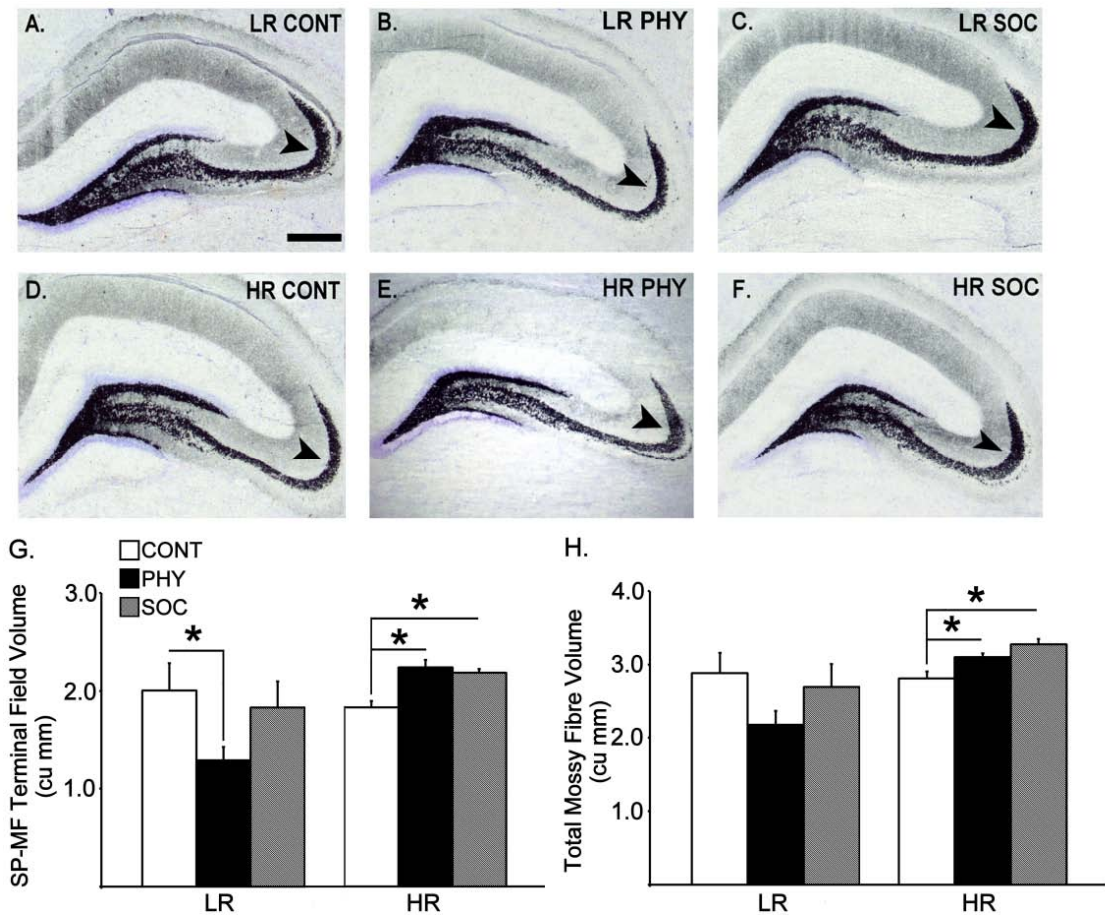 A. LR CONT
B. LR PHY
C. LR SOC
D. HR CONT
E. HR PHY
F. HR SOC
G.
CONT
PHY
SOC
SP-MF Terminal Field Volume
(cu mm)
3.0
2.0
1.0
*
*
*
LR HR
H.
Total Mossy Fibre Volume
(cu mm)
4.0
3.0
2.0
1.0
*
*
LR HR